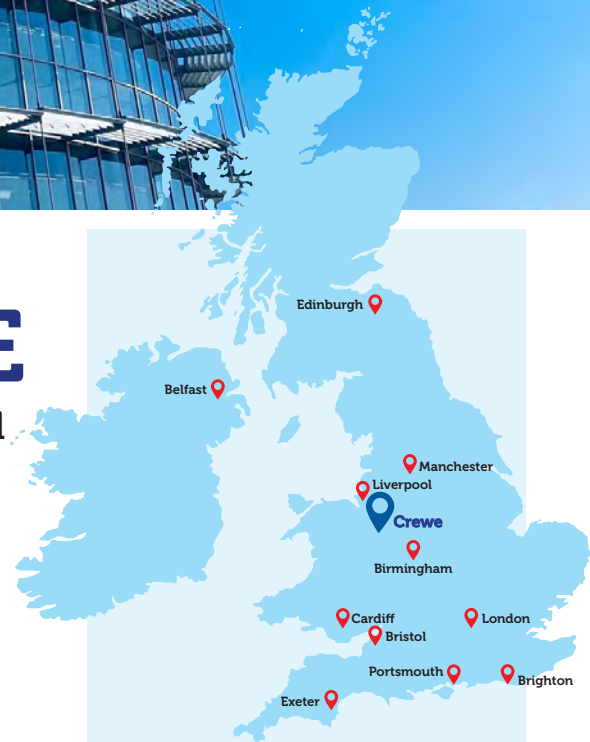 E
Edinburgh
Belfast
Manchester
Liverpool
Crewe
Birmingham
Cardiff
London
Bristol
Portsmouth
Brighton
Exeter